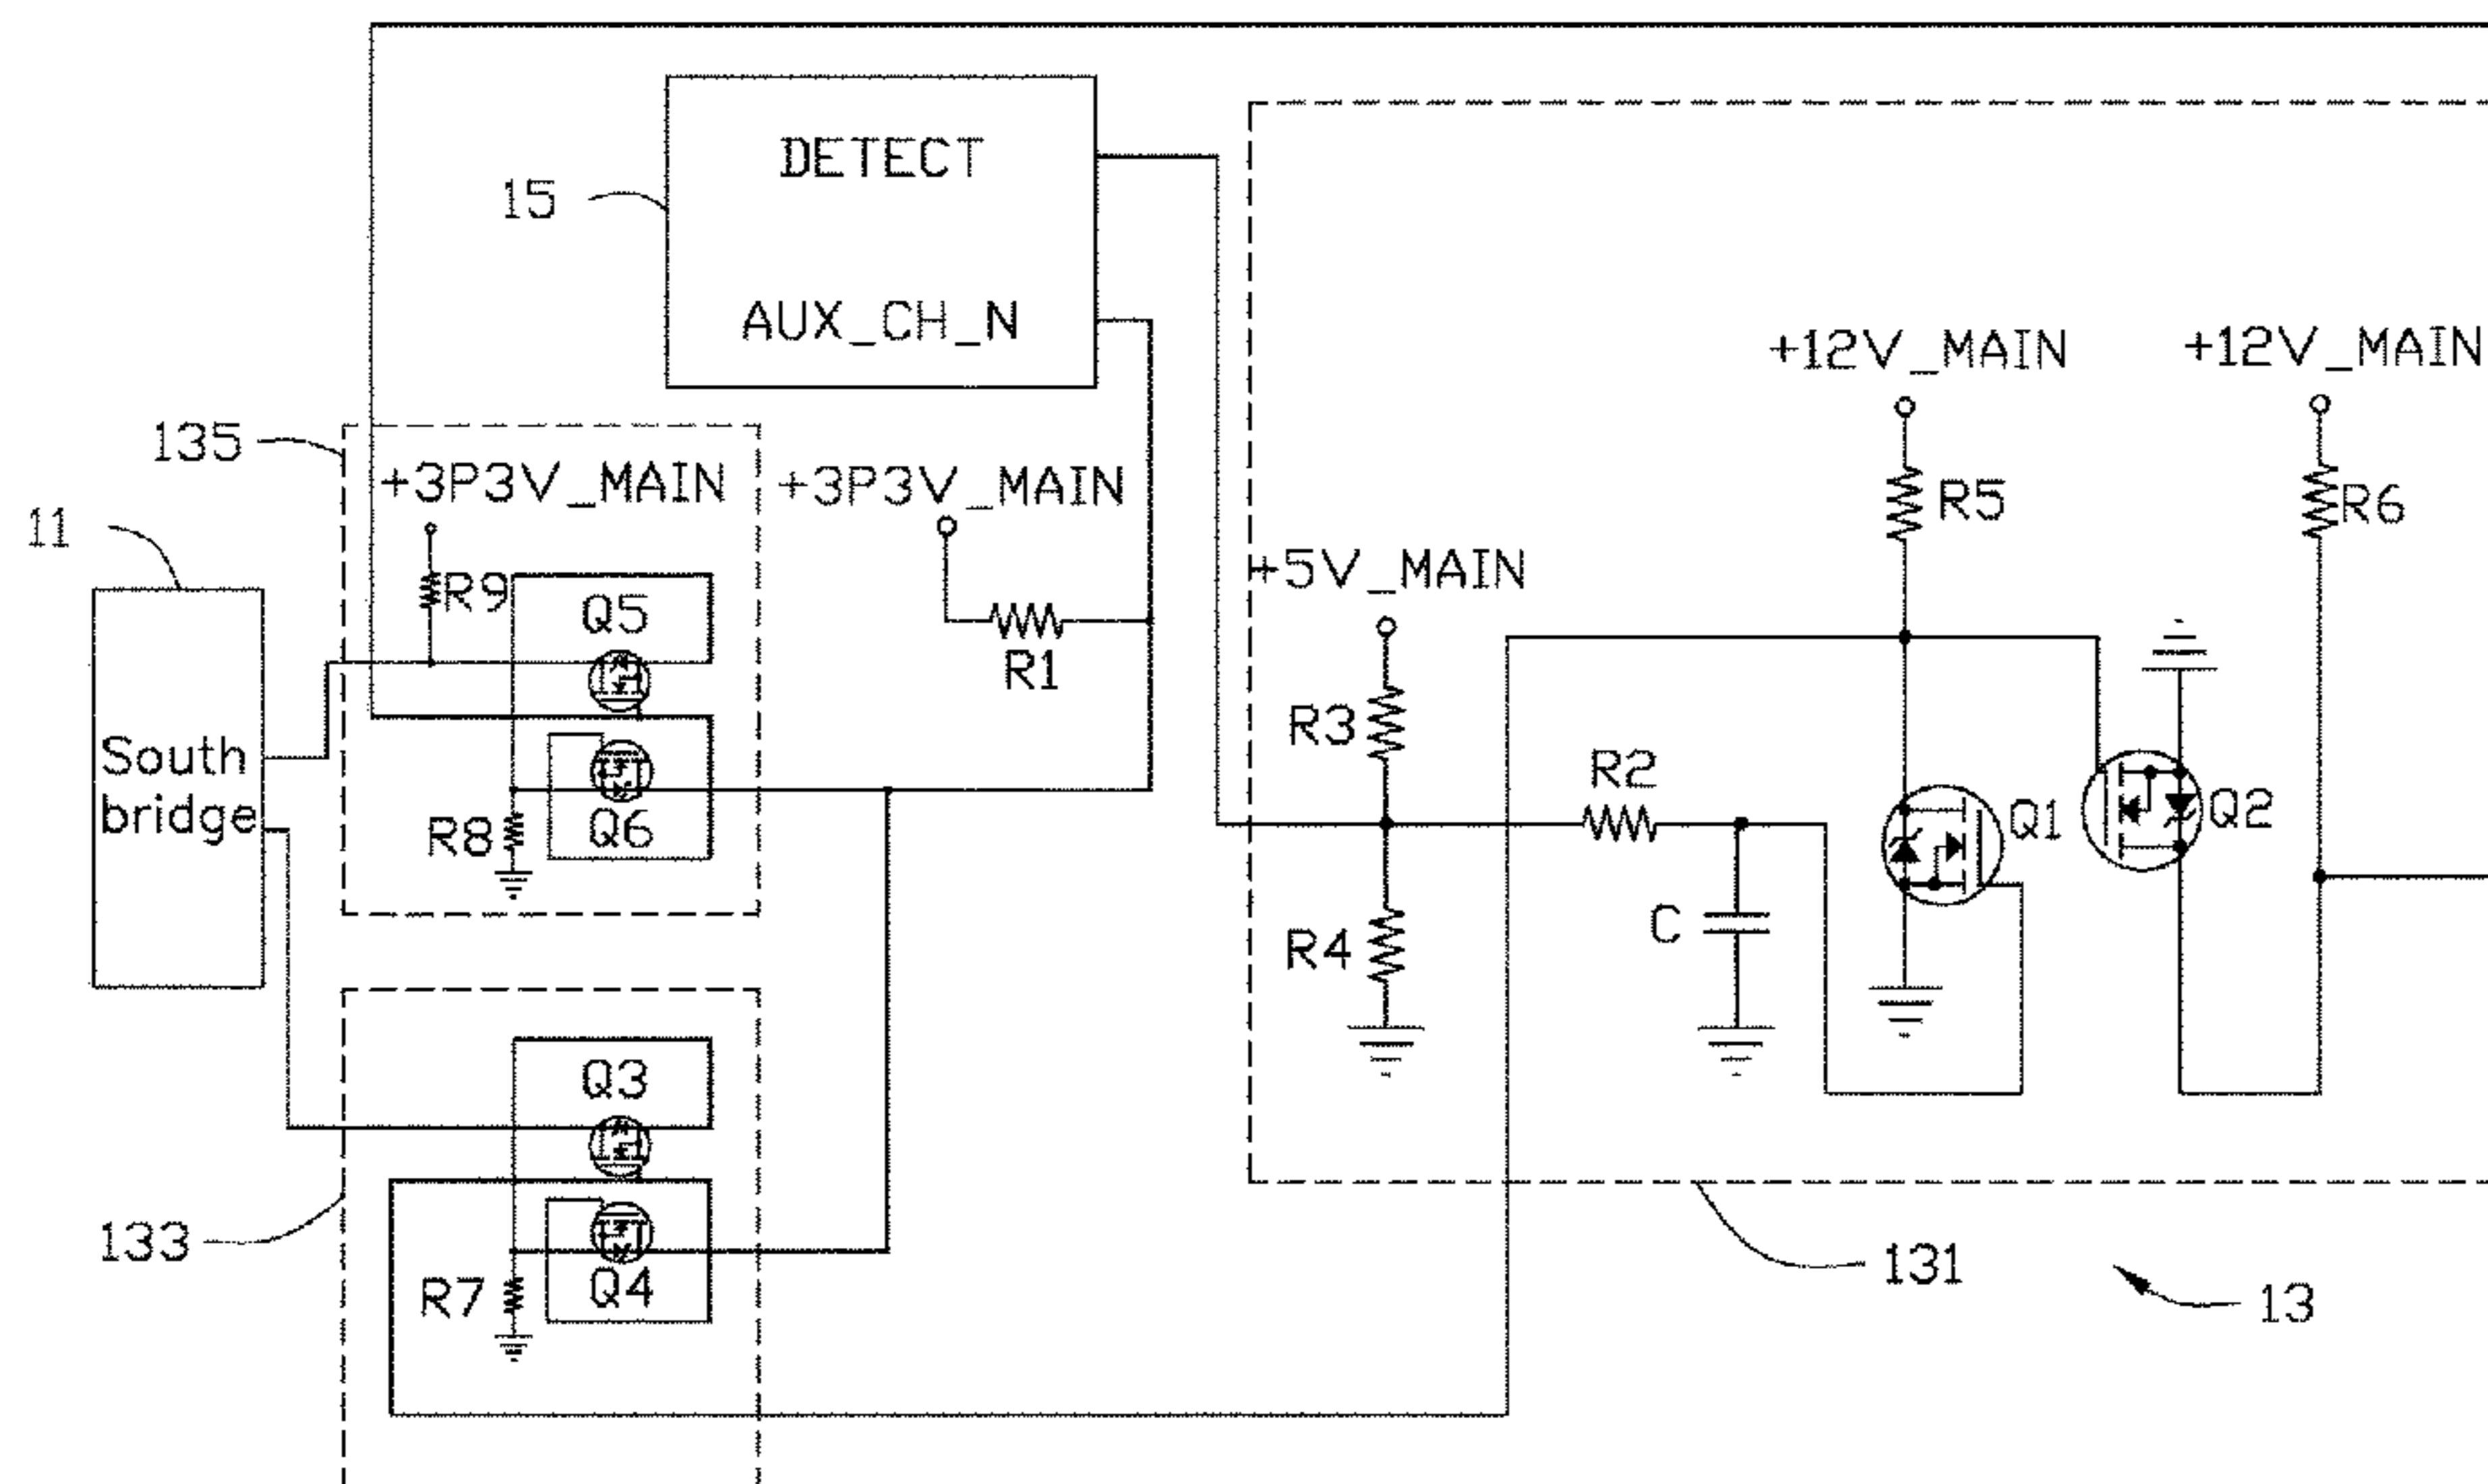 DETECT
15
AUX_CH_N
+12V_MAIN
+12V_MAIN
135
+3P3V_MAIN
+3P3V_MAIN
R5
R6
11
+5V_MAIN
R9
Q5
R1
R3
South
bridge
R2
Q1
Q2
R8
Q6
C
R4
Q3
133
R7
Q4
131
13